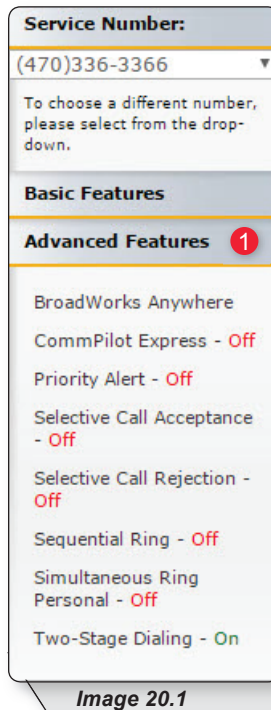 Service Number:
(470)336-3366
To choose a different number,
please select from the drop-
down.
Basic Features
Advanced Features 1
BroadWorks Anywhere
CommPilot Express - Off
Priority Alert - Off
Selective Call Acceptance
- Off
Selective Call Rejection -
Off
Sequential Ring - Off
Simultaneous Ring
Personal - Off
Two-Stage Dialing - On
Image 20.1